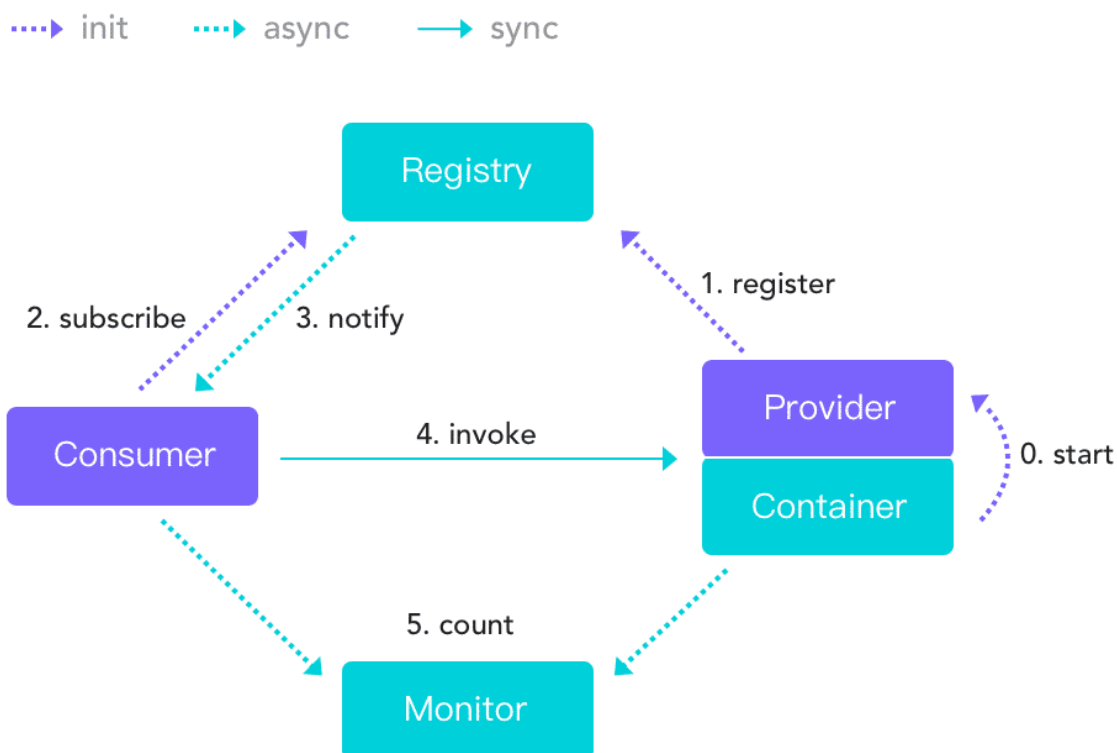 init async sync
Registry
1. register
2. subscribe 3. notify
Provider
4. invoke
Consumer
0. start
Container
5. count
Monitor